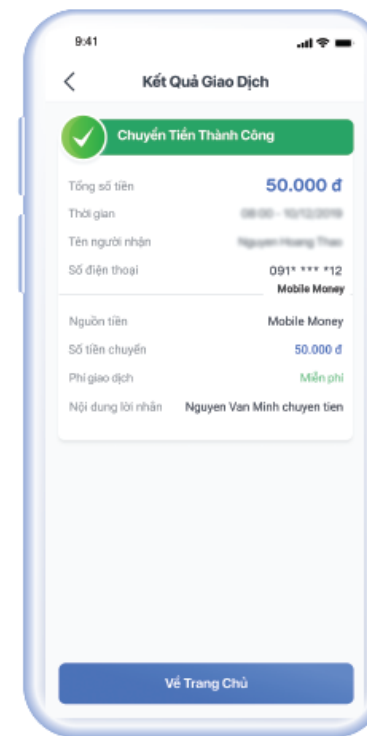 9:41
Kết Quả Giao Dịch
Chuyển Tiền Thành Công
Tổng số tiền 50.000 đ
Thời gian
Tên người nhận
Số điện thoại 091* *** *12
Mobile Money
Nguồn tiền Mobile Money
Số tiền chuyển 50.000 đ
Phí giao dịch Miễn phí
Nội dung lời nhắn Nguyen Van Minh chuyen tien
Về Trang Chủ